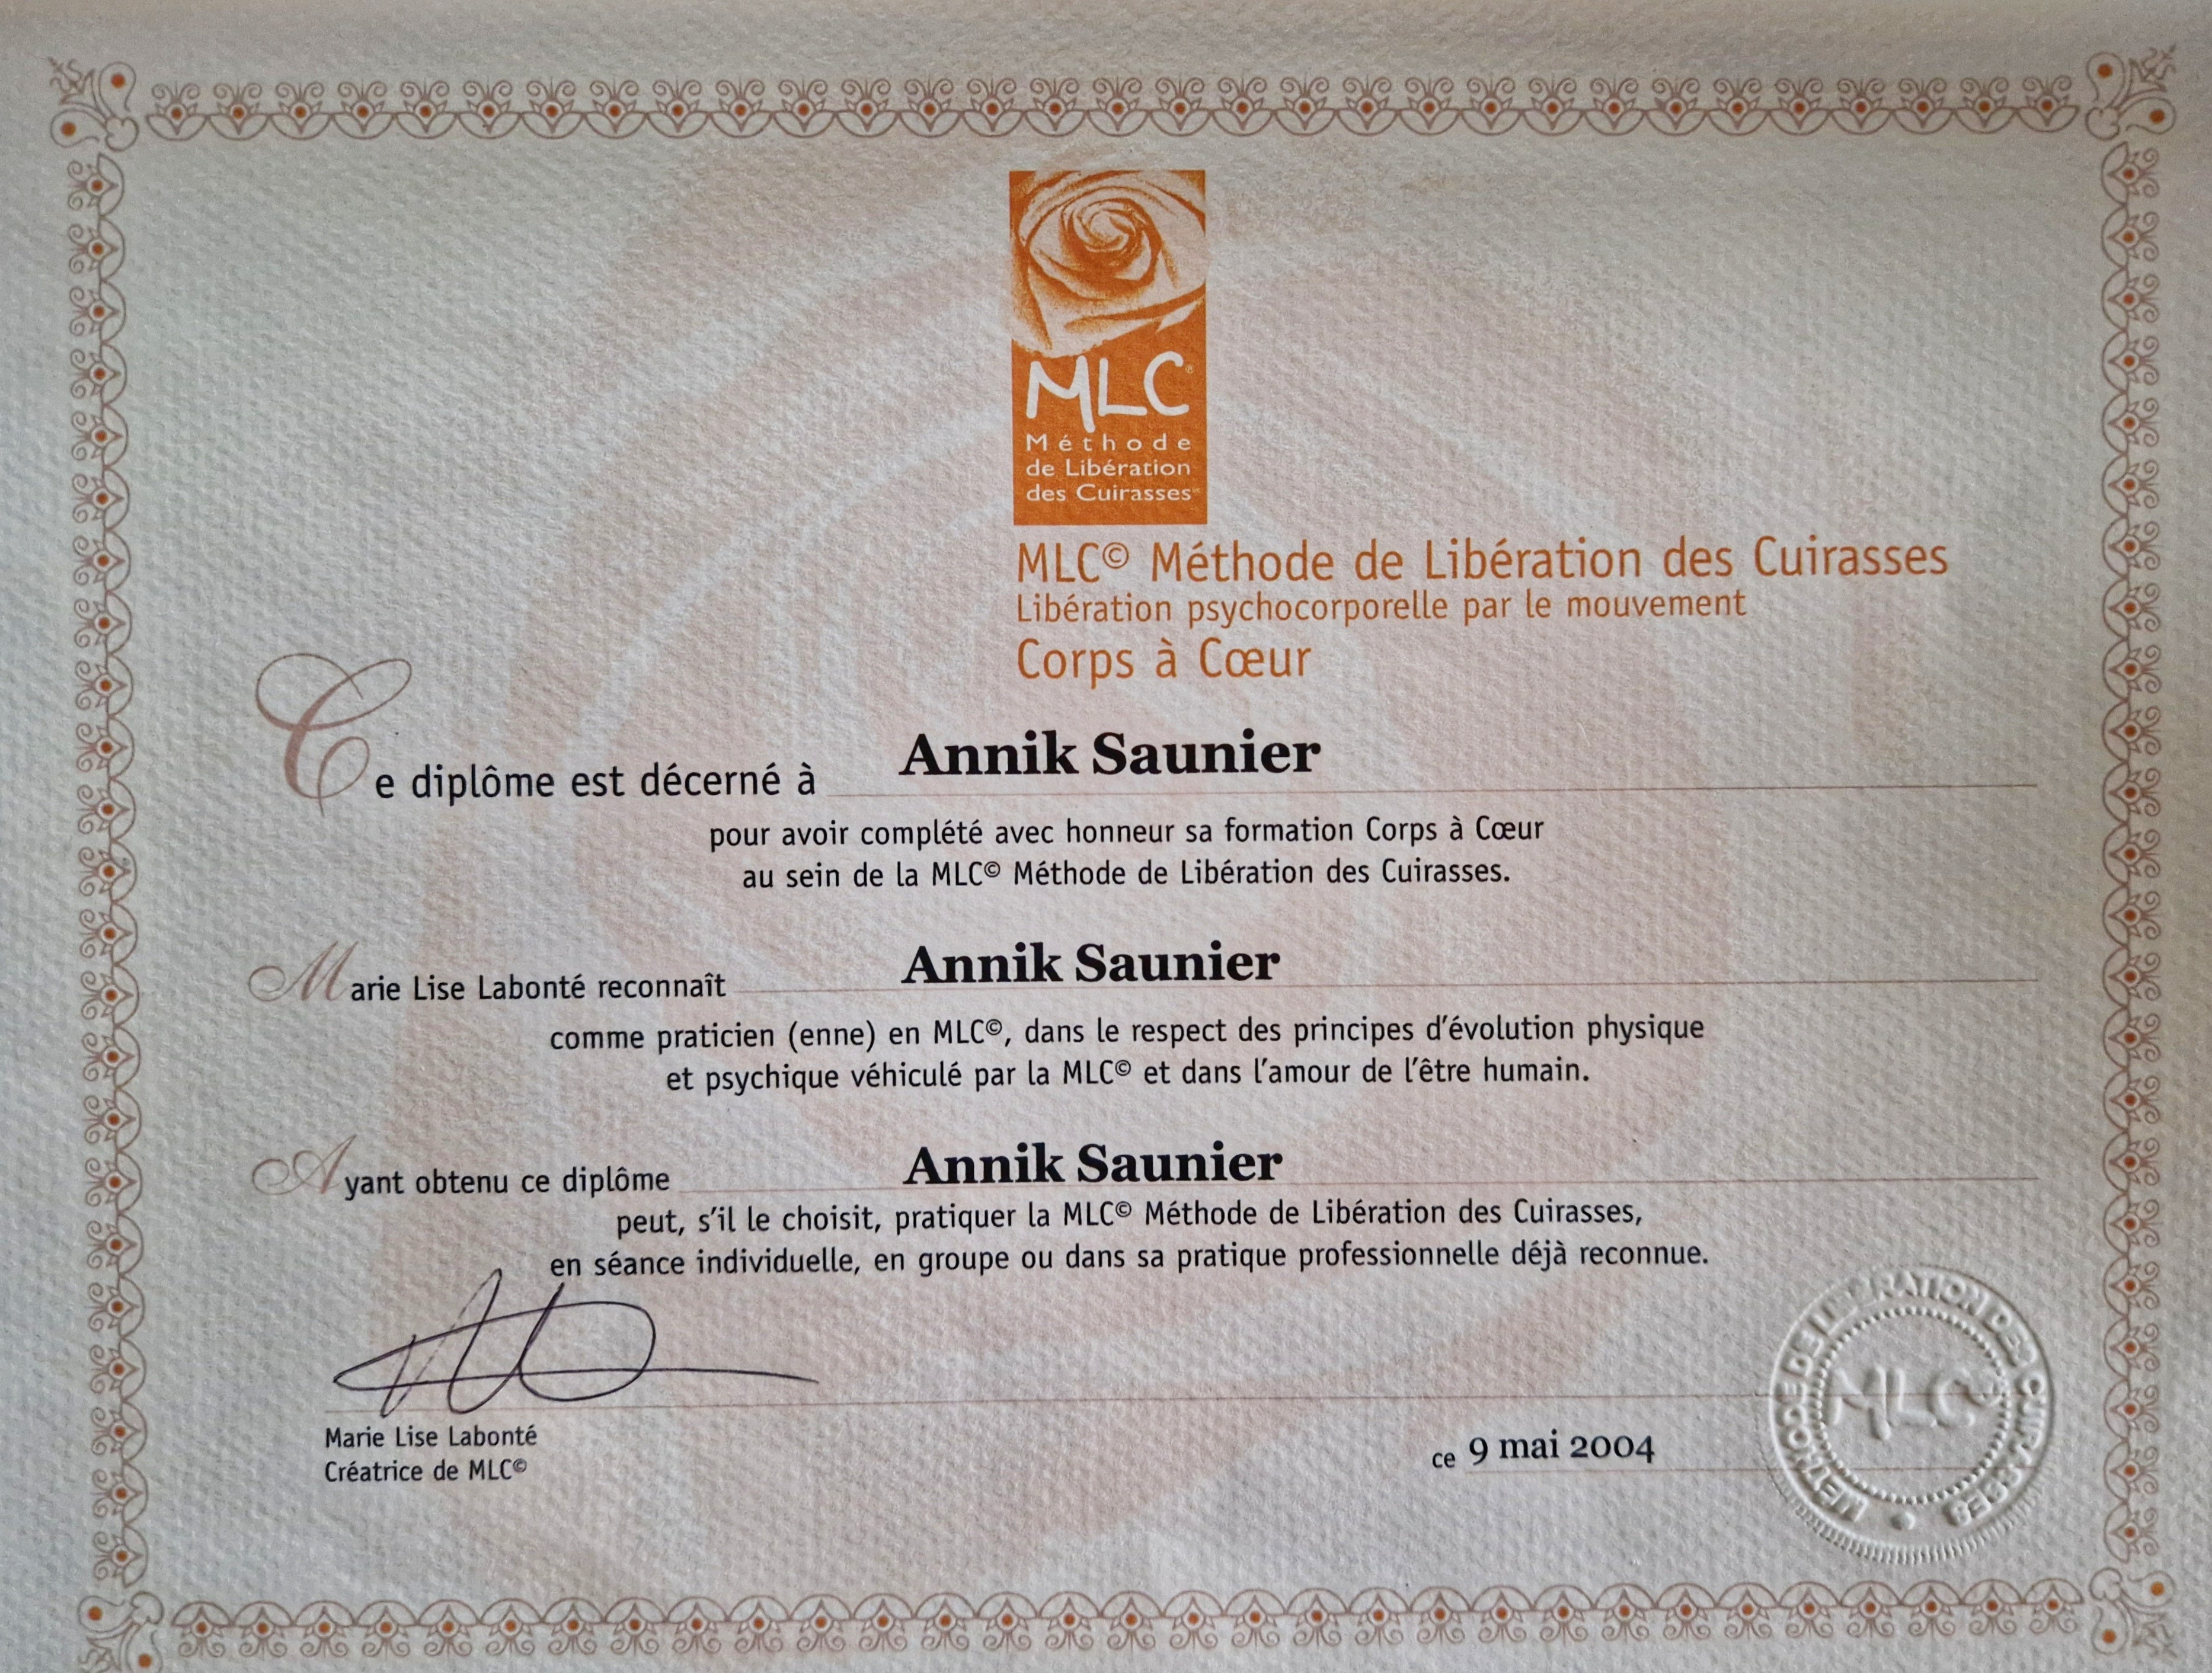 MLC®
Méthode
de Libération
des Cuirasses
MLC© Méthode de Libération des Cuirasses
Libération psychocorporelle par le mouvement
Corps à Cœur
Ce diplôme est décerné à Annik Saunier
pour avoir complété avec honneur sa formation Corps à Cœur
au sein de la MLC© Méthode de Libération des Cuirasses.
Marie Lise Labonté reconnaît Annik Saunier
comme praticien (enne) en MLC©, dans le respect des principes d'évolution physique
et psychique véhiculé par la MLC© et dans l'amour de l'être humain.
Ayant obtenu ce diplôme Annik Saunier
peut, s'il le choisit, pratiquer la MLC© Méthode de Libération des Cuirasses,
en séance individuelle, en groupe ou dans sa pratique professionnelle déjà reconnue.
Marie Lise Labonté
Créatrice de MLC©
ce 9 mai 2004
METHODE DE LIBERATION DES CUIRASSES
MLC